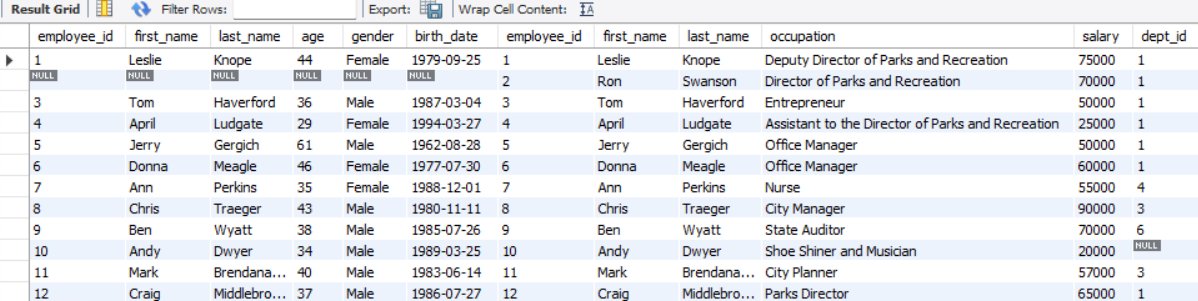 Result Grid Filter Rows: Export: Wrap Cell Content: IA
employee_id first_name last_name age gender birth_date employee_id first_name last_name occupation salary dept_id
1 Leslie Knope 44 Female 1979-09-25 1 Leslie Knope Deputy Director of Parks and Recreation 75000 1
NULL NULL NULL NULL NULL NULL 2 Ron Swanson Director of Parks and Recreation 70000 1
3 Tom Haverford 36 Male 1987-03-04 3 Tom Haverford Entrepreneur 50000 1
4 April Ludgate 29 Female 1994-03-27 4 April Ludgate Assistant to the Director of Parks and Recreation 25000 1
5 Jerry Gergich 61 Male 1962-08-28 5 Jerry Gergich Office Manager 50000 1
6 Donna Meagle 46 Female 1977-07-30 6 Donna Meagle Office Manager 60000 1
7 Ann Perkins 35 Female 1988-12-01 7 Ann Perkins Nurse 55000 4
8 Chris Traeger 43 Male 1980-11-11 8 Chris Traeger City Manager 90000 3
9 Ben Wyatt 38 Male 1985-07-26 9 Ben Wyatt State Auditor 70000 6
10 Andy Dwyer 34 Male 1989-03-25 10 Andy Dwyer Shoe Shiner and Musician 20000 NULL
11 Mark Brendana... 40 Male 1983-06-14 11 Mark Brendana... City Planner 57000 3
12 Craig Middlebro... 37 Male 1986-07-27 12 Craig Middlebro... Parks Director 65000 1